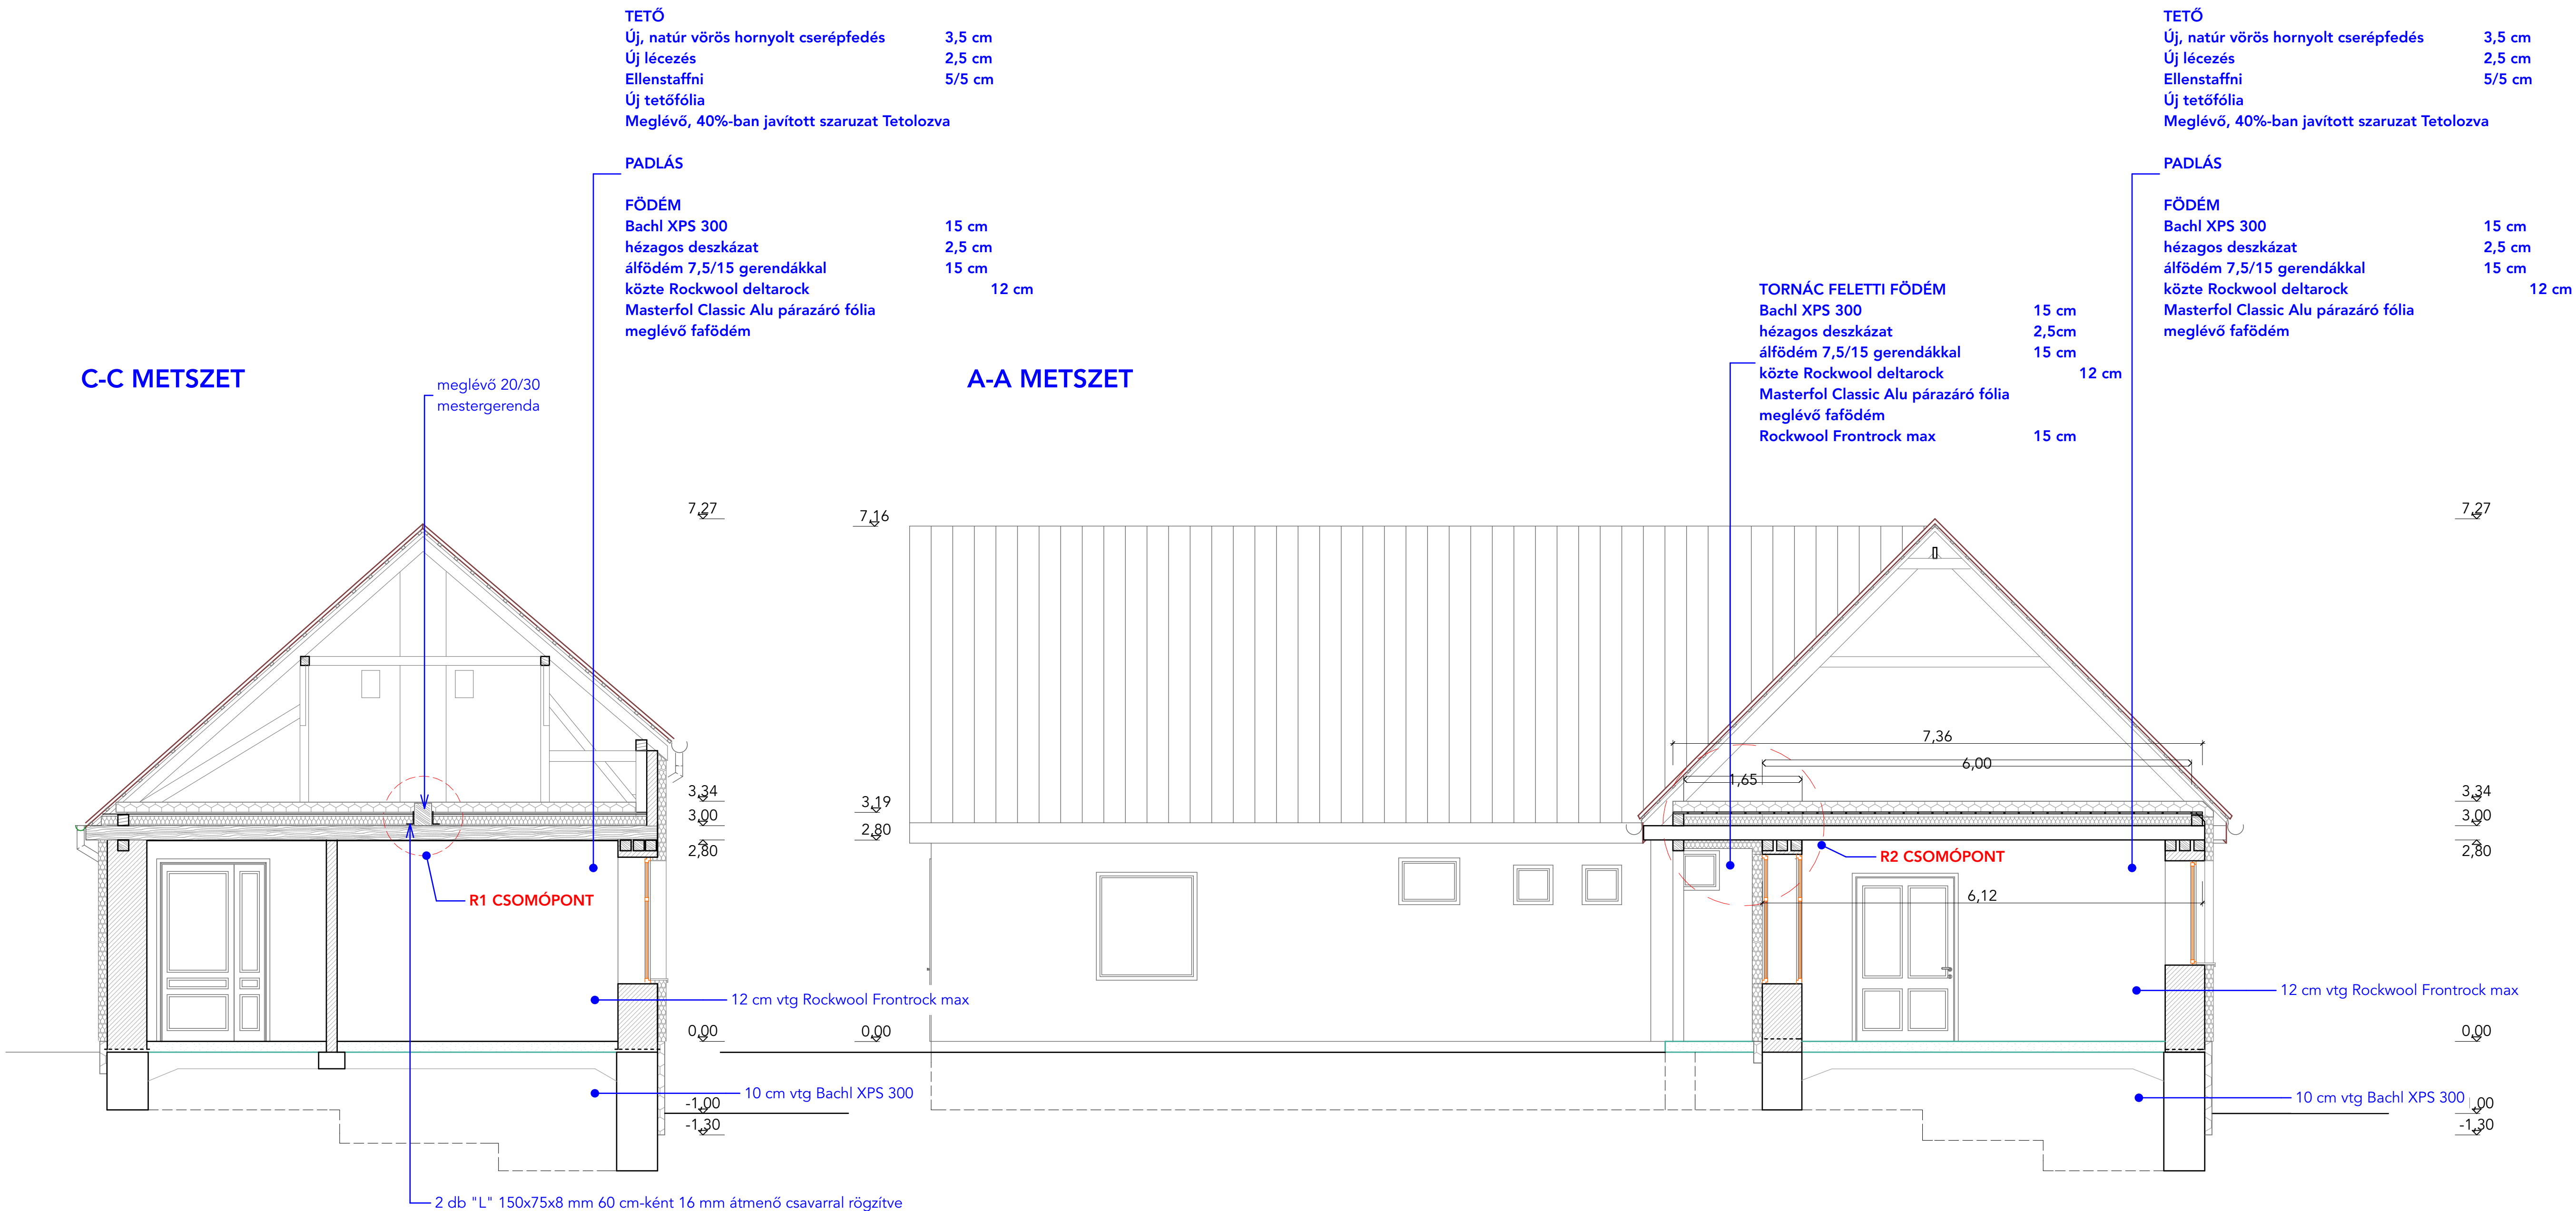 TETŐ
Új, natúr vörös hornyolt cserépfedés 3,5 cm
Új lécezés 2,5 cm
Ellenstaffni 5/5 cm
Új tetőfólia
Meglévő, 40%-ban javított szaruzat Tetolozva
PADLÁS
FÖDÉM
Bachl XPS 300 15 cm
hézagos deszkázat 2,5 cm
álfödém 7,5/15 gerendákkal 15 cm
közte Rockwool deltarock 12 cm
Masterfol Classic Alu párazáró fólia
meglévő fafödém
TETŐ
Új, natúr vörös hornyolt cserépfedés 3,5 cm
Új lécezés 2,5 cm
Ellenstaffni 5/5 cm
Új tetőfólia
Meglévő, 40%-ban javított szaruzat Tetolozva
PADLÁS
FÖDÉM
Bachl XPS 300 15 cm
hézagos deszkázat 2,5 cm
álfödém 7,5/15 gerendákkal 15 cm
közte Rockwool deltarock 12 cm
Masterfol Classic Alu párazáró fólia
meglévő fafödém
TORNÁC FELETTI FÖDÉM
Bachl XPS 300 15 cm
hézagos deszkázat 2,5cm
álfödém 7,5/15 gerendákkal 15 cm
közte Rockwool deltarock 12 cm
Masterfol Classic Alu párazáró fólia
meglévő fafödém
Rockwool Frontrock max 15 cm
C-C METSZET
meglévő 20/30
mestergerenda
A-A METSZET
7,27
3,34
3,00
2,80
R1 CSOMÓPONT
12 cm vtg Rockwool Frontrock max
0,00
10 cm vtg Bachl XPS 300
-1,00
-1,30
2 db "L" 150x75x8 mm 60 cm-ként 16 mm átmenő csavarral rögzítve
7,16
3,19
2,80
0,00
7,36
6,00
1,65
R2 CSOMÓPONT
6,12
7,27
3,34
3,00
2,80
12 cm vtg Rockwool Frontrock max
0,00
10 cm vtg Bachl XPS 300
,00
-1,30